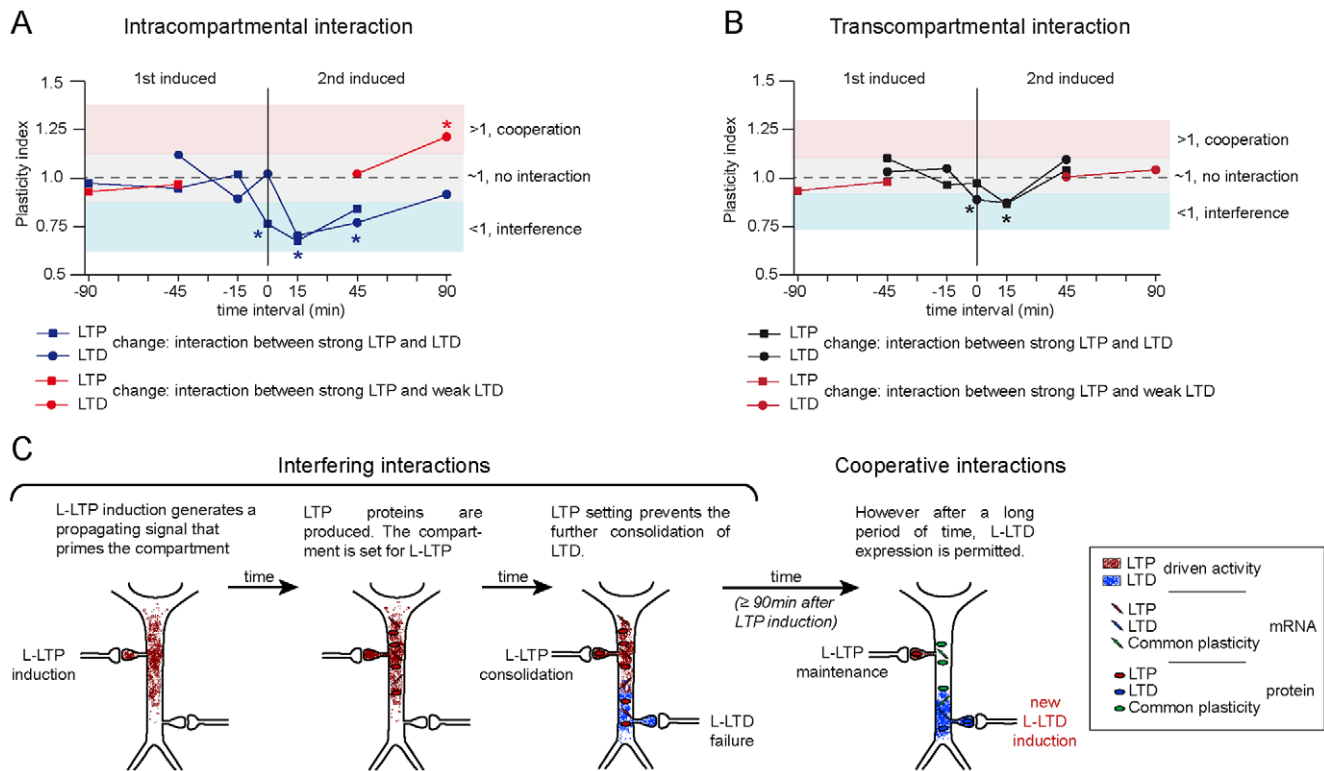 A
Intracompartmental interaction
1st induced
2nd induced
Plasticity index
1.5
1.25
1.0
0.75
0.5
>1, cooperation
~1, no interaction
<1, interference
*
*
*
*
-90
-45
-15
0
15
45
90
time interval (min)
LTP
LTD
change: interaction between strong LTP and LTD
LTP
LTD
change: interaction between strong LTP and weak LTD
B
Transcompartmental interaction
1st induced
2nd induced
Plasticity index
1.5
1.25
1.0
0.75
0.5
>1, cooperation
~1, no interaction
<1, interference
*
*
-90
-45
-15
0
15
45
90
time interval (min)
LTP
LTD
change: interaction between strong LTP and LTD
LTP
LTD
change: interaction between strong LTP and weak LTD
C
Interfering interactions
Cooperative interactions
L-LTP induction generates a
propagating signal that
primes the compartment
LTP proteins are
produced. The compart-
ment is set for L-LTP
LTP setting prevents the
further consolidation of
LTD.
However after a long
period of time, L-LTD
expression is permitted.
time
time
time
(≥ 90min after
LTP induction)
L-LTP
induction
L-LTP
consolidation
L-LTD
failure
L-LTP
maintenance
new
L-LTD
induction
LTP
LTD
driven activity
LTP
LTD
Common plasticity
mRNA
LTP
LTD
Common plasticity
protein